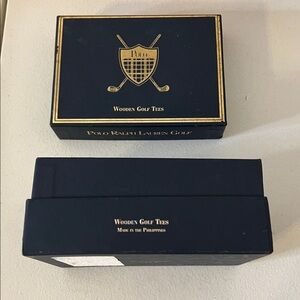 POLO
WOODEN GOLF TEES
POLO RALPH LAUREN GOLF
WOODEN GOLF TEES
MADE IN THE PHILIPPINES